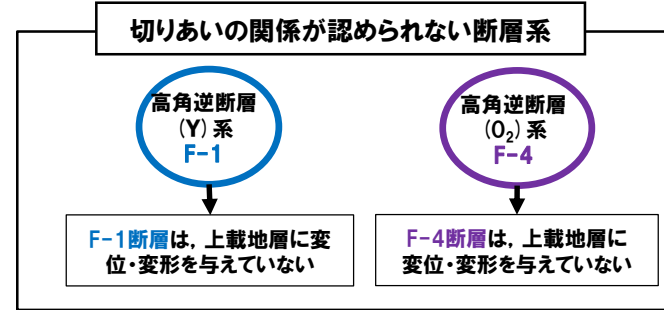 切りあいの関係が認められない断層系
高角逆断層
(Y)系
F-1
高角逆断層
(O₂)系
F-4
F-1断層は，上載地層に変
位・変形を与えていない
F-4断層は，上載地層に
変位・変形を与えていない